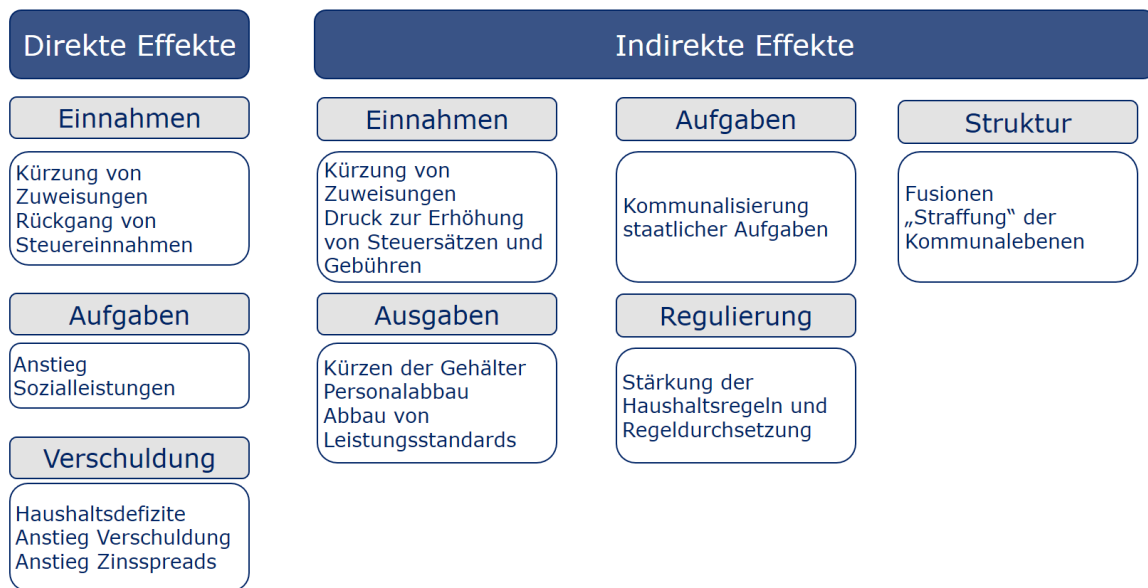 Direkte Effekte
Einnahmen
Kürzung von
Zuweisungen
Rückgang von
Steuereinnahmen
Aufgaben
Anstieg
Sozialleistungen
Verschuldung
Haushaltsdefizite
Anstieg Verschuldung
Anstieg Zinsspreads
Indirekte Effekte
Einnahmen
Kürzung von
Zuweisungen
Druck zur Erhöhung
von Steuersätzen und
Gebühren
Ausgaben
Kürzen der Gehälter
Personalabbau
Abbau von
Leistungsstandards
Aufgaben
Kommunalisierung
staatlicher Aufgaben
Regulierung
Stärkung der
Haushaltsregeln und
Regeldurchsetzung
Struktur
Fusionen
„Straffung“ der
Kommunalebenen